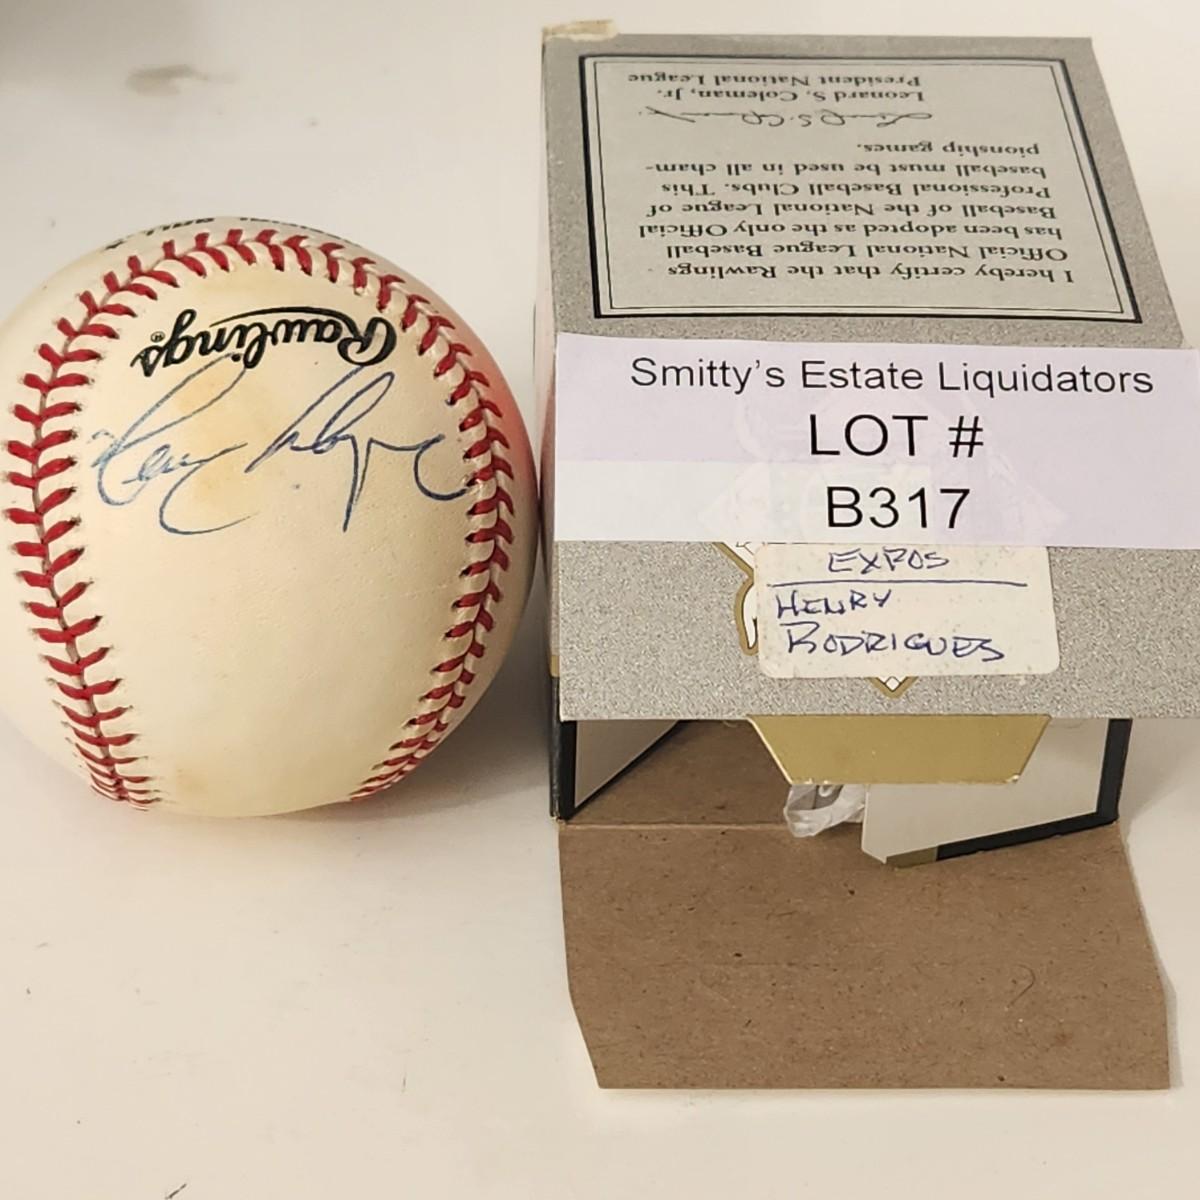 Rawlings®
I hereby certify that the Rawlings
Official National League Baseball
has been adopted as the only Official
Baseball of the National League of
Professional Baseball Clubs. This
baseball must be used in all cham-
pionship games.
Leonard S. Coleman, Jr.
President National League
Smitty's Estate Liquidators
LOT #
B317
EXPOS
HENRY
RODRIGUES